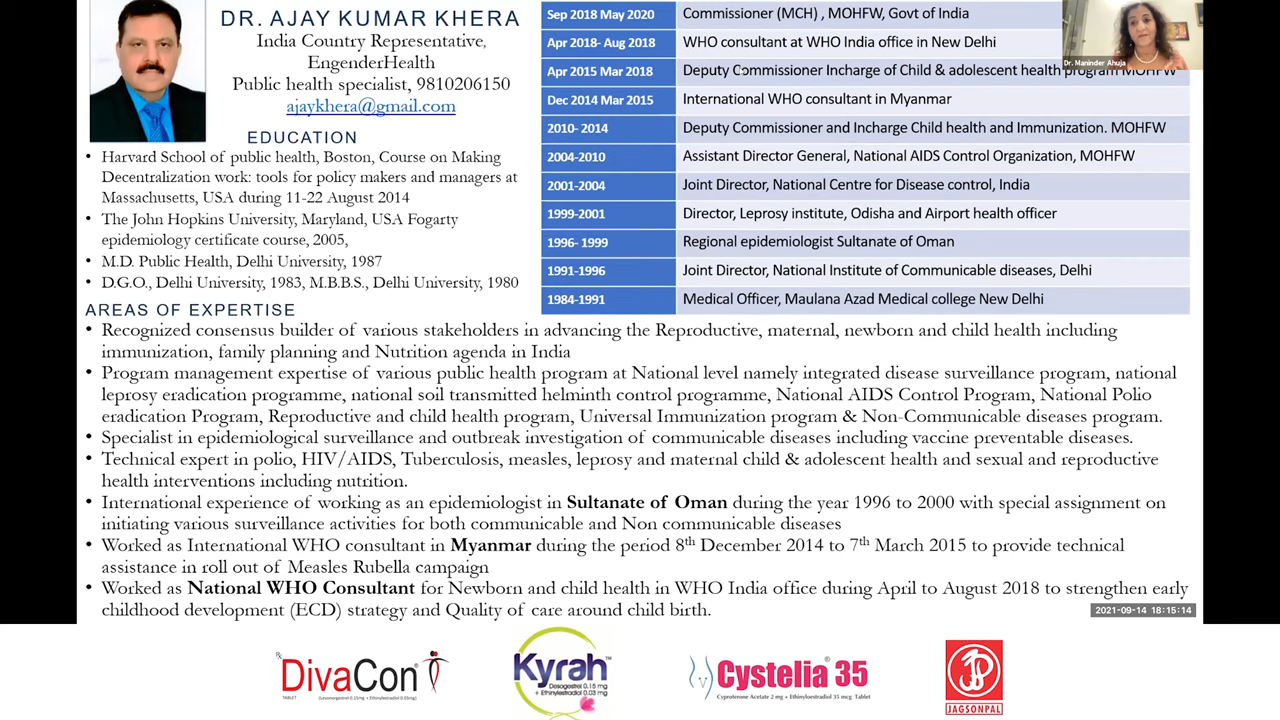 DR. AJAY KUMAR KHERA
India Country Representative,
EngenderHealth
Public health specialist, 9810206150
ajaykhera@gmail.com
EDUCATION
• Harvard School of public health, Boston, Course on Making
Decentralization work: tools for policy makers and managers at
Massachusetts, USA during 11-22 August 2014
• The John Hopkins University, Maryland, USA Fogarty
epidemiology certificate course, 2005,
• M.D. Public Health, Delhi University, 1987
• D.G.O., Delhi University, 1983, M.B.B.S., Delhi University, 1980
Sep 2018 May 2020 Commissioner (MCH) , MOHFW, Govt of India
Apr 2018- Aug 2018 WHO consultant at WHO India office in New Delhi
Apr 2015 Mar 2018 Deputy Commissioner Incharge of Child & adolescent health program MOHFW
Dec 2014 Mar 2015 International WHO consultant in Myanmar
2010- 2014 Deputy Commissioner and Incharge Child health and Immunization. MOHFW
2004-2010 Assistant Director General, National AIDS Control Organization, MOHFW
2001-2004 Joint Director, National Centre for Disease control, India
1999-2001 Director, Leprosy institute, Odisha and Airport health officer
1996- 1999 Regional epidemiologist Sultanate of Oman
1991-1996 Joint Director, National Institute of Communicable diseases, Delhi
1984-1991 Medical Officer, Maulana Azad Medical college New Delhi
Dr. Maninder Ahuja
AREAS OF EXPERTISE
• Recognized consensus builder of various stakeholders in advancing the Reproductive, maternal, newborn and child health including
immunization, family planning and Nutrition agenda in India
• Program management expertise of various public health program at National level namely integrated disease surveillance program, national
leprosy eradication programme, national soil transmitted helminth control programme, National AIDS Control Program, National Polio
eradication Program, Reproductive and child health program, Universal Immunization program & Non-Communicable diseases program.
• Specialist in epidemiological surveillance and outbreak investigation of communicable diseases including vaccine preventable diseases.
• Technical expert in polio, HIV/AIDS, Tuberculosis, measles, leprosy and maternal child & adolescent health and sexual and reproductive
health interventions including nutrition.
• International experience of working as an epidemiologist in Sultanate of Oman during the year 1996 to 2000 with special assignment on
initiating various surveillance activities for both communicable and Non communicable diseases
• Worked as International WHO consultant in Myanmar during the period 8th December 2014 to 7th March 2015 to provide technical
assistance in roll out of Measles Rubella campaign
• Worked as National WHO Consultant for Newborn and child health in WHO India office during April to August 2018 to strengthen early
childhood development (ECD) strategy and Quality of care around child birth.
2021-09-14 18:15:14
DivaCon
TABLET
Kyrah™
Desogestrel 0.15 mg
+ Ethinylestradiol 0.03 mg
Cystelia® 35
Cyproterone Acetate 2 mg + Ethinyloestradiol 35 mcg Tablet
JAGSONPAL